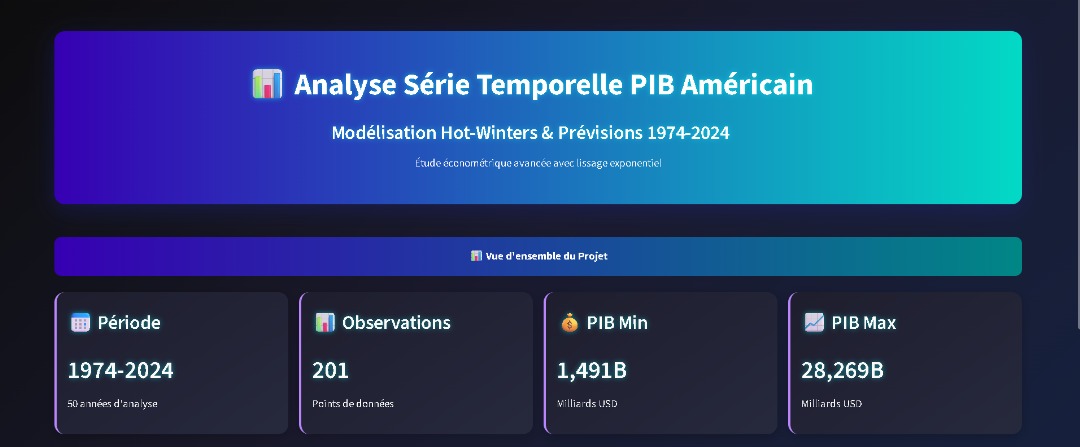 Analyse Série Temporelle PIB Américain
Modélisation Hot-Winters & Prévisions 1974-2024
Étude économétrique avancée avec lissage exponentiel
Vue d'ensemble du Projet
Période
1974-2024
50 années d'analyse
Observations
201
Points de données
PIB Min
1,491B
Milliards USD
PIB Max
28,269B
Milliards USD